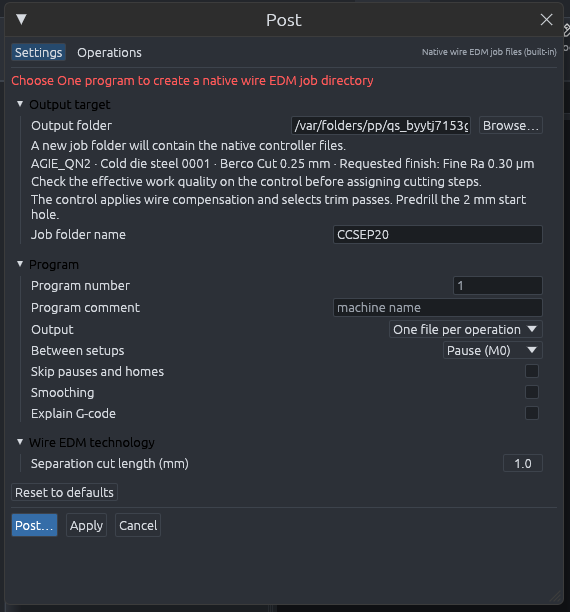 Post
Settings Operations Native wire EDM job files (built-in)
Choose One program to create a native wire EDM job directory
Output target
Output folder /var/folders/pp/qs_byytj7153g Browse...
A new job folder will contain the native controller files.
AGIE_QN2 · Cold die steel 0001 · Berco Cut 0.25 mm · Requested finish: Fine Ra 0.30 µm
Check the effective work quality on the control before assigning cutting steps.
The control applies wire compensation and selects trim passes. Predrill the 2 mm start
hole.
Job folder name CCSEP20
Program
Program number 1
Program comment machine name
Output One file per operation
Between setups Pause (M0)
Skip pauses and homes
Smoothing
Explain G-code
Wire EDM technology
Separation cut length (mm) 1.0
Reset to defaults
Post... Apply Cancel